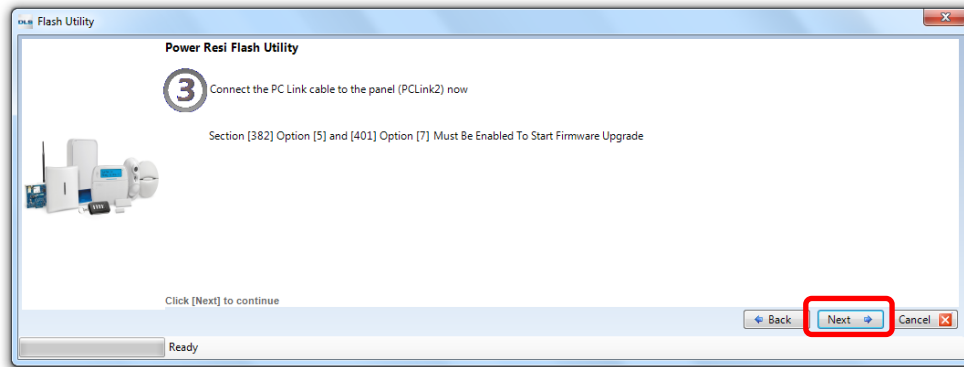 DLS Flash Utility
Power Resi Flash Utility
3 Connect the PC Link cable to the panel (PCLink2) now
Section [382] Option [5] and [401] Option [7] Must Be Enabled To Start Firmware Upgrade
Click [Next] to continue
Back Next Cancel
Ready